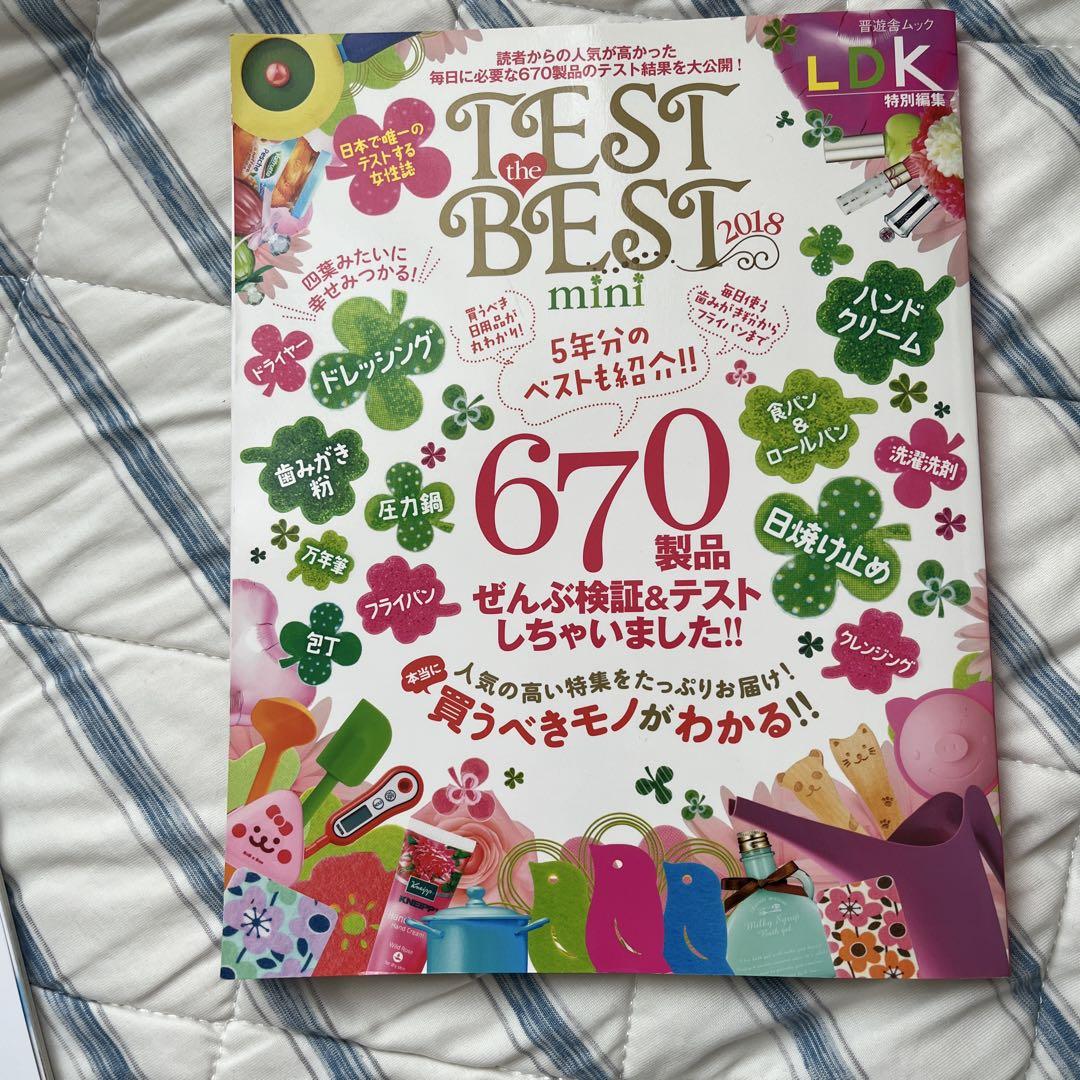 晋遊舎ムック
LDK
特別編集
読者からの人気が高かった
毎日に必要な670製品のテスト結果を大公開！
日本で唯一の
テストする
女性誌
TEST
the
BEST
2018
mini
四葉みたいに
幸せみつかる！
買うべき
日用品が
丸わかり！
毎日使う
歯みがき粉から
フライパンまで
5年分の
ベストも紹介!!
ドライヤー
ドレッシング
ハンド
クリーム
歯みがき
粉
圧力鍋
食パン
&
ロールパン
洗濯洗剤
万年筆
フライパン
包丁
日焼け止め
クレンジング
670
製品
ぜんぶ検証&テスト
しちゃいました!!
人気の高い特集をたっぷりお届け！
本当に
買うべきモノがわかる!!
Kneipp
KNEIPP
Hand Cream
Wild Rose
Milky Syrup
Bath gel